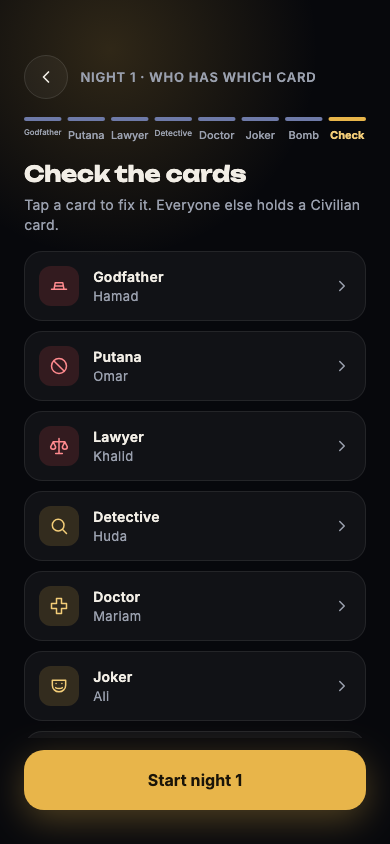 NIGHT 1 · WHO HAS WHICH CARD
Godfather
Putana
Lawyer
Detective
Doctor
Joker
Bomb
Check
Check the cards
Tap a card to fix it. Everyone else holds a Civilian
card.
Godfather
Hamad
Putana
Omar
Lawyer
Khalid
Detective
Huda
Doctor
Mariam
Joker
Ali
Start night 1